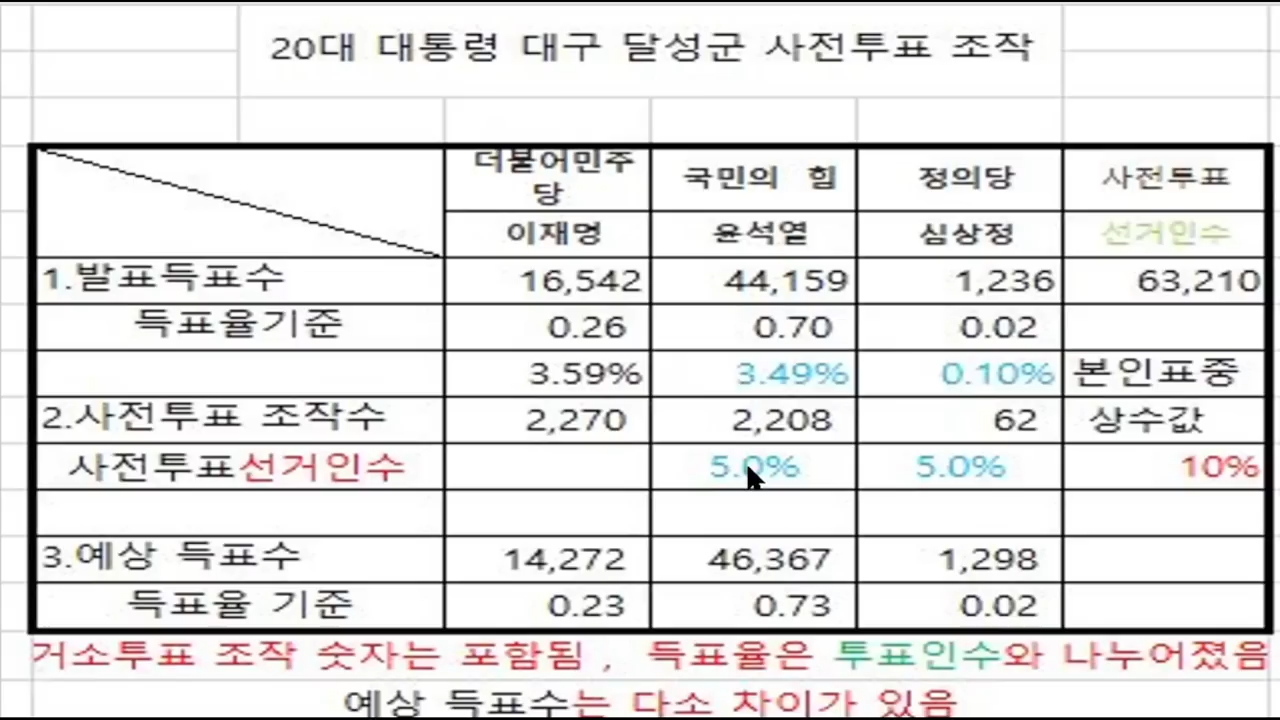 20대 대통령 대구 달성군 사전투표 조작
더불어민주당 국민의 힘 정의당 사전투표
이재명 윤석열 심상정 선거인수
1.발표득표수 16,542 44,159 1,236 63,210
득표율기준 0.26 0.70 0.02
3.59% 3.49% 0.10% 본인표중
2.사전투표 조작수 2,270 2,208 62 상수값
사전투표선거인수 5.0% 5.0% 10%
3.예상 득표수 14,272 46,367 1,298
득표율 기준 0.23 0.73 0.02
거소투표 조작 숫자는 포함됨 , 득표율은 투표인수와 나누어졌음
예상 득표수는 다소 차이가 있음